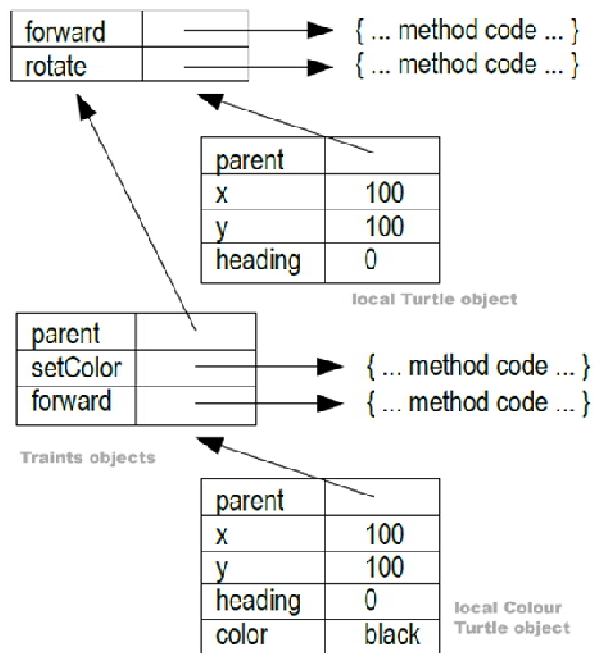 forward { ... method code ... }
rotate { ... method code ... }
parent
x 100
y 100
heading 0
local Turtle object
parent
setColor { ... method code ... }
forward { ... method code ... }
Traints objects
parent
x 100
y 100
heading 0
color black
local Colour
Turtle object